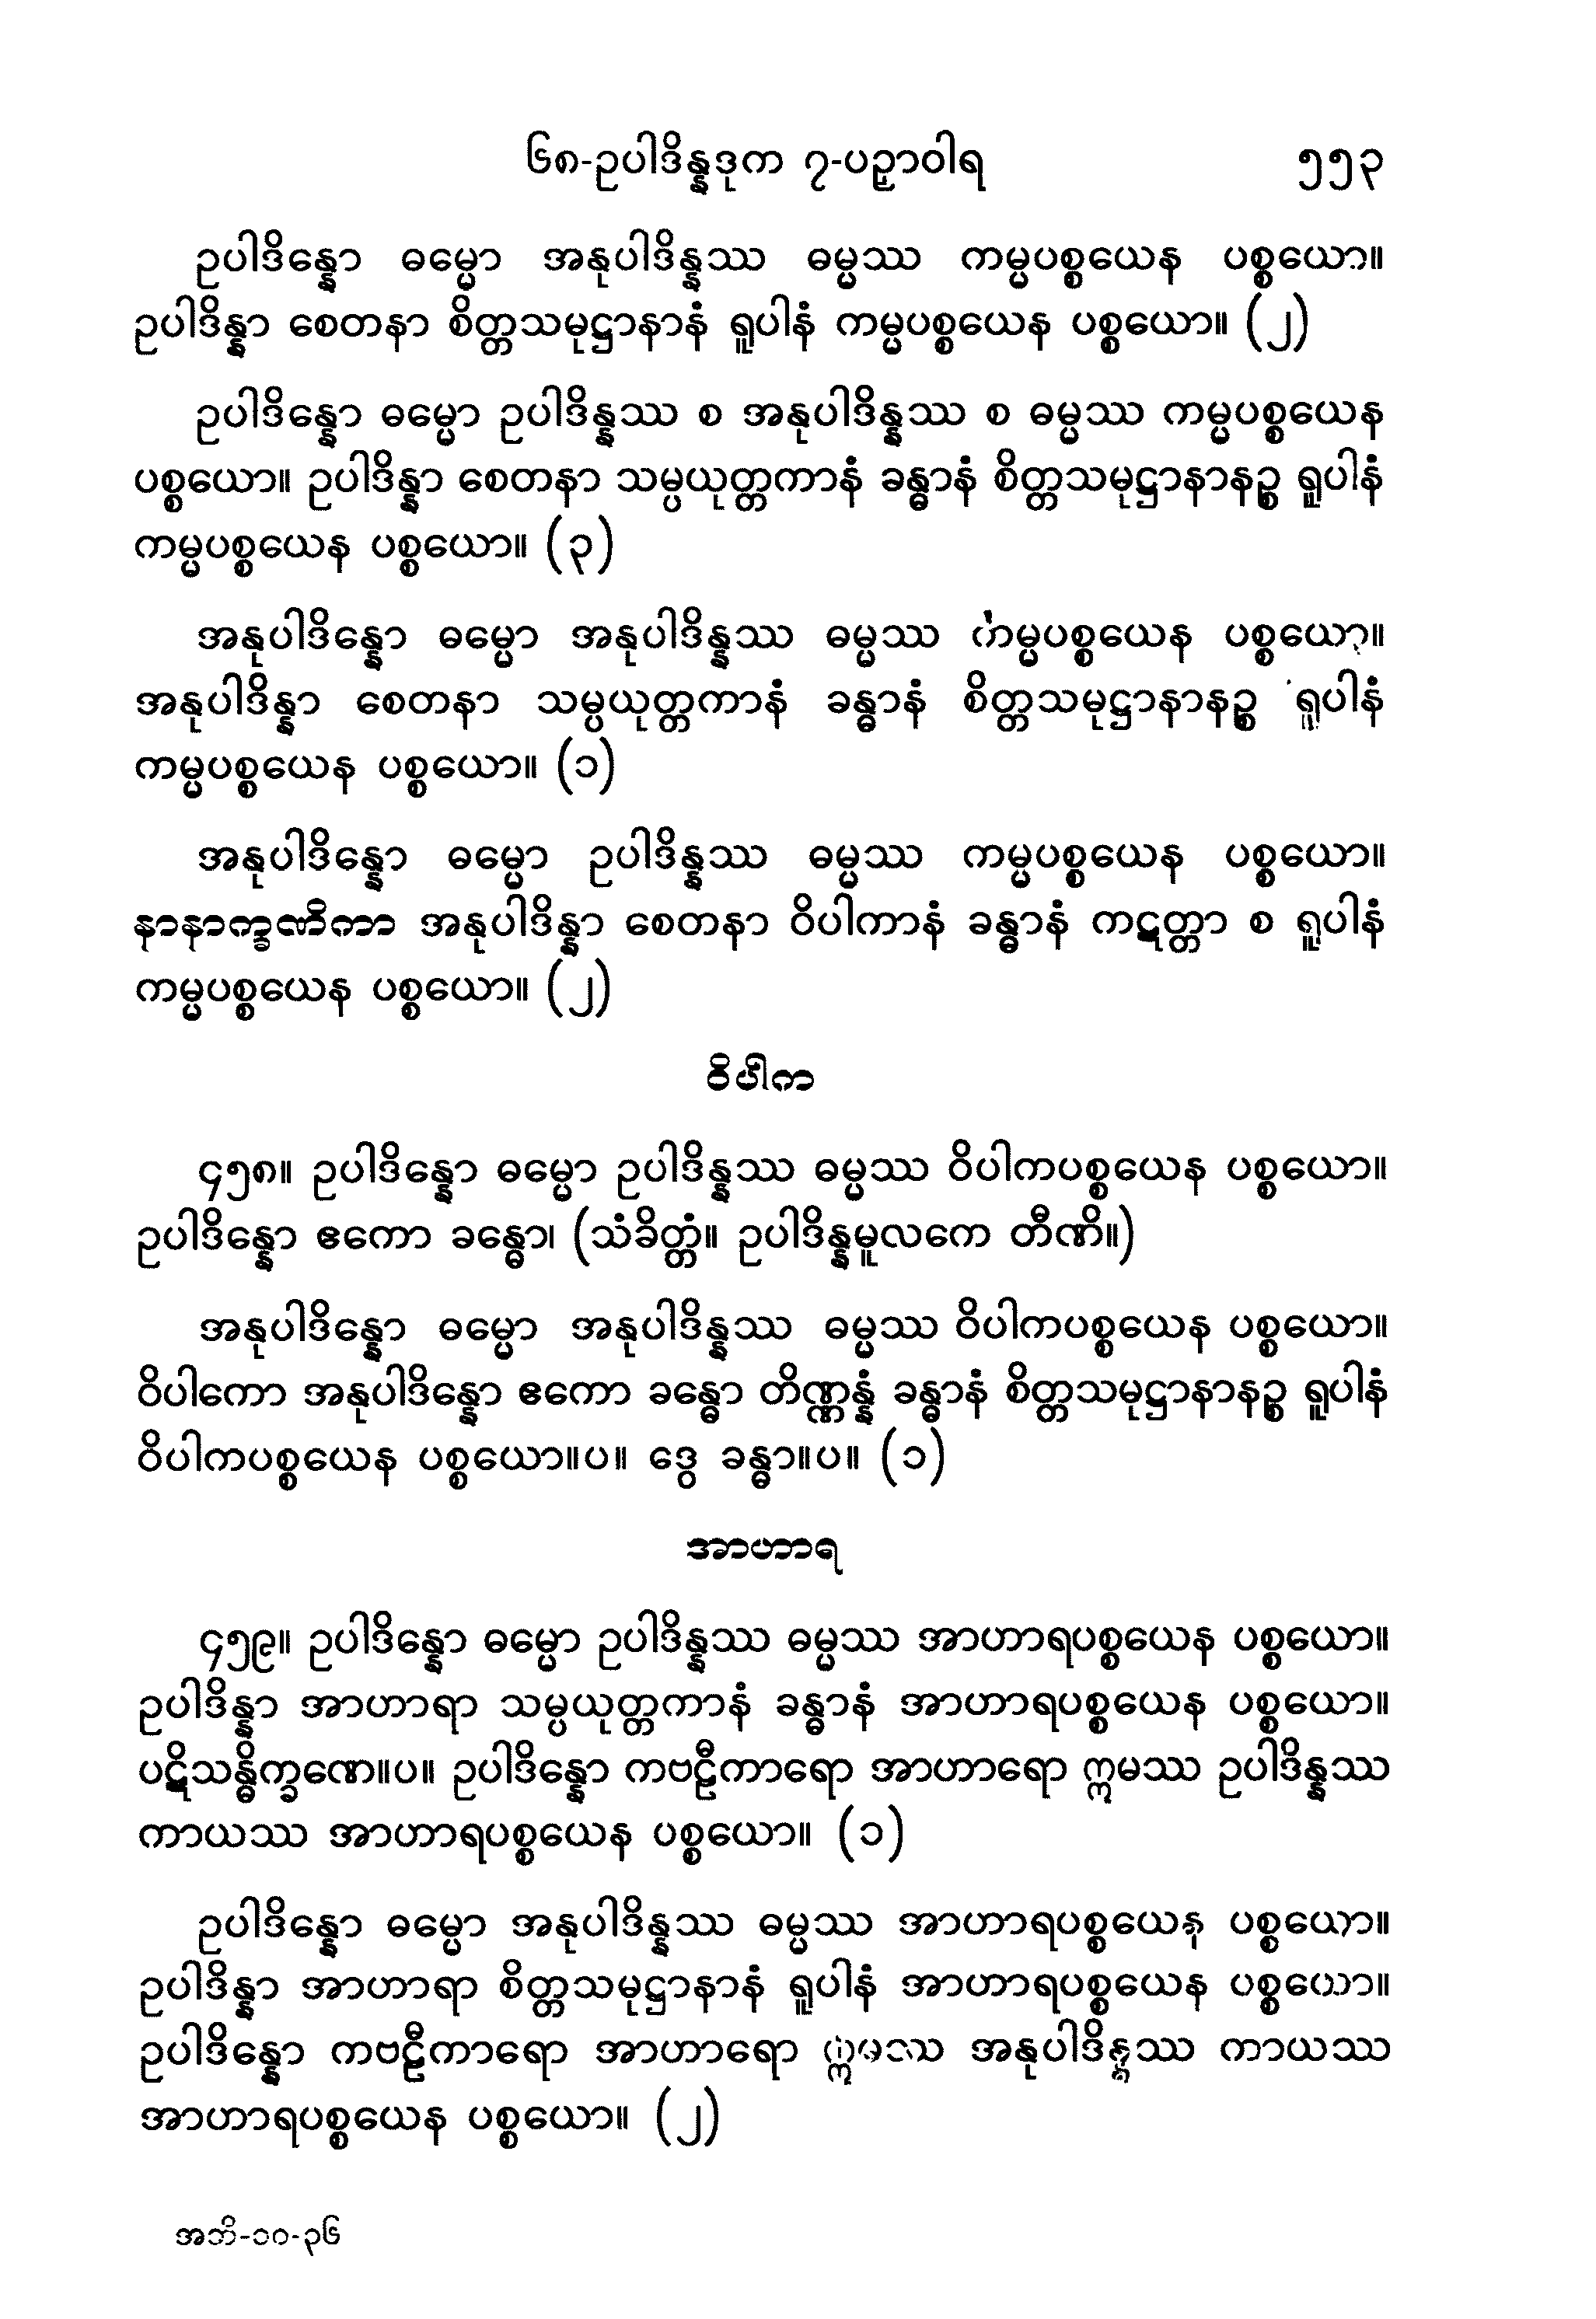 ၆၈-ဥပါဒိန္နဒုက ၇-ပဉှာဝါရ ၅၅၃
ဥပါဒိန္နော ဓမ္မော အနုပါဒိန္နဿ ဓမ္မဿ ကမ္မပစ္စယေန ပစ္စယော။
ဥပါဒိန္နာ စေတနာ စိတ္တသမုဋ္ဌာနာနံ ရူပါနံ ကမ္မပစ္စယေန ပစ္စယော။ (၂)
ဥပါဒိန္နော ဓမ္မော ဥပါဒိန္နဿ စ အနုပါဒိန္နဿ စ ဓမ္မဿ ကမ္မပစ္စယေန
ပစ္စယော။ ဥပါဒိန္နာ စေတနာ သမ္ပယုတ္တကာနံ ခန္ဓာနံ စိတ္တသမုဋ္ဌာနာနဉ္စ ရူပါနံ
ကမ္မပစ္စယေန ပစ္စယော။ (၃)
အနုပါဒိန္နော ဓမ္မော အနုပါဒိန္နဿ ဓမ္မဿ ကမ္မပစ္စယေန ပစ္စယော။
အနုပါဒိန္နာ စေတနာ သမ္ပယုတ္တကာနံ ခန္ဓာနံ စိတ္တသမုဋ္ဌာနာနဉ္စ ရူပါနံ
ကမ္မပစ္စယေန ပစ္စယော။ (၁)
အနုပါဒိန္နော ဓမ္မော ဥပါဒိန္နဿ ဓမ္မဿ ကမ္မပစ္စယေန ပစ္စယော။
နာနာက္ခဏိကာ အနုပါဒိန္နာ စေတနာ ဝိပါကာနံ ခန္ဓာနံ ကဋတ္တာ စ ရူပါနံ
ကမ္မပစ္စယေန ပစ္စယော။ (၂)
ဝိပါက
၄၅၈။ ဥပါဒိန္နော ဓမ္မော ဥပါဒိန္နဿ ဓမ္မဿ ဝိပါကပစ္စယေန ပစ္စယော။
ဥပါဒိန္နော ဧကော ခန္ဓော၊ (သံခိတ္တံ။ ဥပါဒိန္နမူလကေ တီဏိ။)
အနုပါဒိန္နော ဓမ္မော အနုပါဒိန္နဿ ဓမ္မဿ ဝိပါကပစ္စယေန ပစ္စယော။
ဝိပါကော အနုပါဒိန္နော ဧကော ခန္ဓော တိဏ္ဏန္နံ ခန္ဓာနံ စိတ္တသမုဋ္ဌာနာနဉ္စ ရူပါနံ
ဝိပါကပစ္စယေန ပစ္စယော။ပ။ ဒွေ ခန္ဓာ။ပ။ (၁)
အာဟာရ
၄၅၉။ ဥပါဒိန္နော ဓမ္မော ဥပါဒိန္နဿ ဓမ္မဿ အာဟာရပစ္စယေန ပစ္စယော။
ဥပါဒိန္နာ အာဟာရာ သမ္ပယုတ္တကာနံ ခန္ဓာနံ အာဟာရပစ္စယေန ပစ္စယော။
ပဋိသန္ဓိက္ခဏေ။ပ။ ဥပါဒိန္နော ကဗဠီကာရော အာဟာရော ဣမဿ ဥပါဒိန္နဿ
ကာယဿ အာဟာရပစ္စယေန ပစ္စယော။ (၁)
ဥပါဒိန္နော ဓမ္မော အနုပါဒိန္နဿ ဓမ္မဿ အာဟာရပစ္စယေန ပစ္စယော။
ဥပါဒိန္နာ အာဟာရာ စိတ္တသမုဋ္ဌာနာနံ ရူပါနံ အာဟာရပစ္စယေန ပစ္စယော။
ဥပါဒိန္နော ကဗဠီကာရော အာဟာရော ဣမဿ အနုပါဒိန္နဿ ကာယဿ
အာဟာရပစ္စယေန ပစ္စယော။ (၂)
အဘိ-၁၀-၃၆